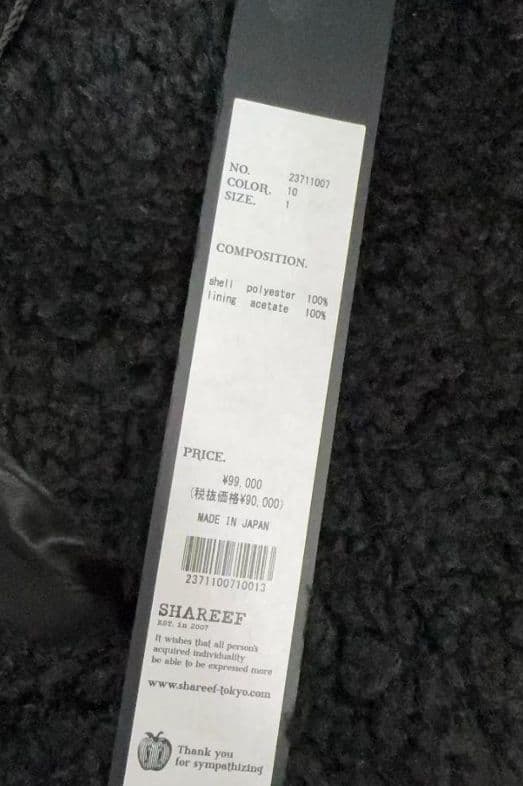 NO. 23711007
COLOR. 10
SIZE. 1
COMPOSITION.
shell polyester 100%
lining acetate 100%
PRICE.
¥99,000
(税抜価格¥90,000)
MADE IN JAPAN
2371100710013
SHAREEF
EST. in 2007
It wishes that all person's
acquired individuality
be able to be expressed more
www.shareef-tokyo.com
Thank you
for sympathizing